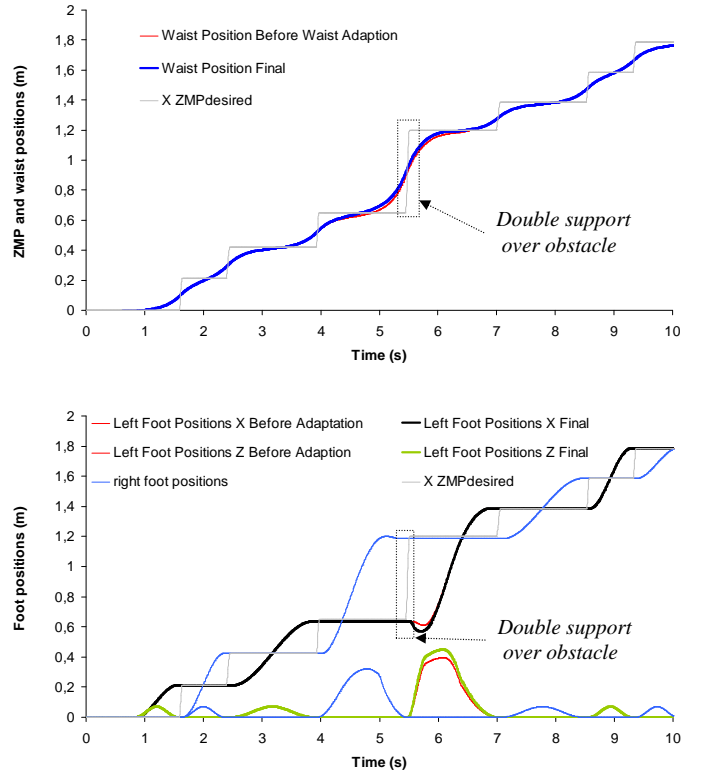 2
1,8
1,6
1,4
1,2
1
0,8
0,6
0,4
0,2
0
ZMP and waist positions (m)
Waist Position Before Waist Adaption
Waist Position Final
X ZMPdesired
Double support
over obstacle
0 1 2 3 4 5 6 7 8 9 10
Time (s)
2
1,8
1,6
1,4
1,2
1
0,8
0,6
0,4
0,2
0
Foot positions (m)
Left Foot Positions X Before Adaptation Left Foot Positions X Final
Left Foot Positions Z Before Adaption Left Foot Positions Z Final
right foot positions X ZMPdesired
Double support
over obstacle
0 1 2 3 4 5 6 7 8 9 10
Time (s)